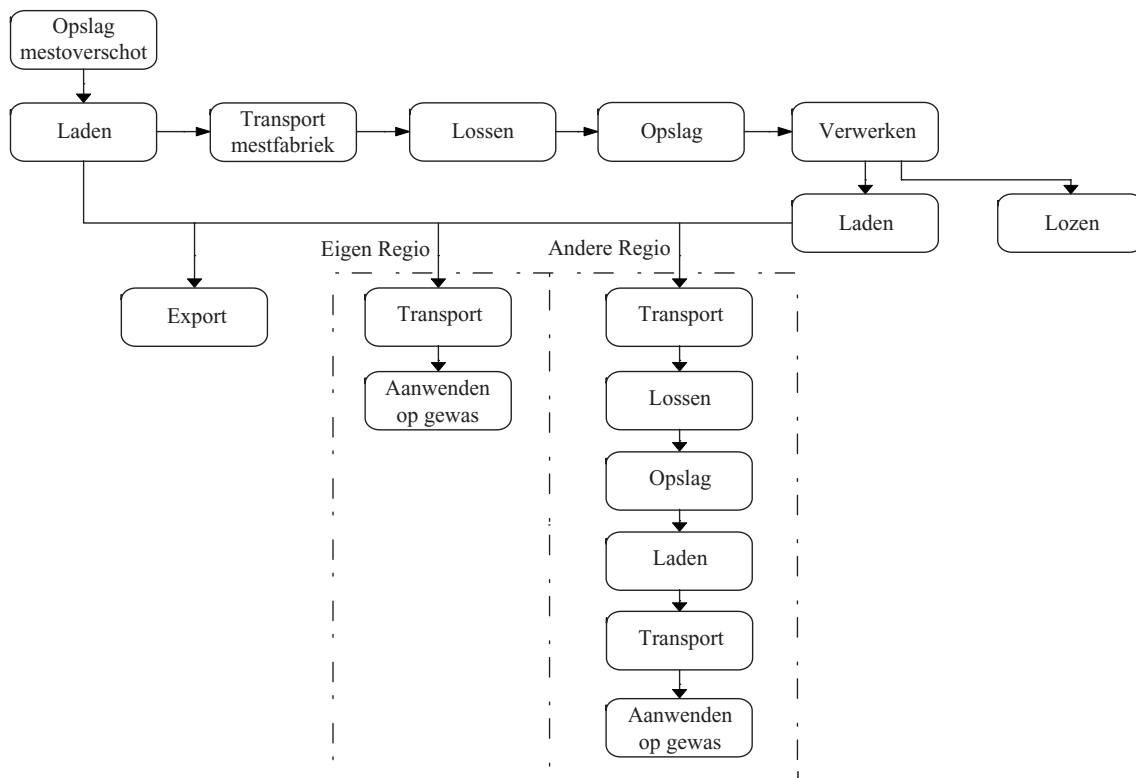 Opslag
mestoverschot
Laden
Transport
mestfabriek
Lossen
Opslag
Verwerken
Laden
Lozen
Eigen Regio
Andere Regio
Export
Transport
Transport
Aanwenden
op gewas
Lossen
Opslag
Laden
Transport
Aanwenden
op gewas